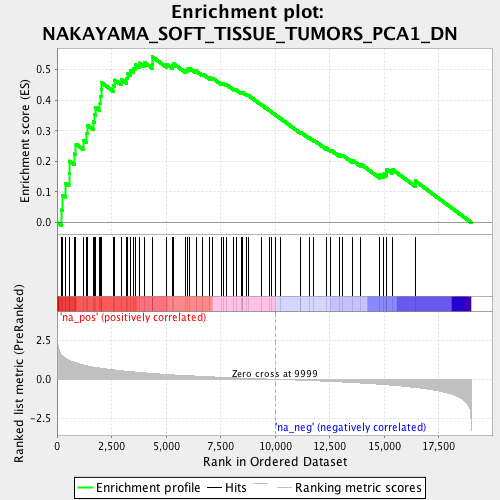 Enrichment plot:
NAKAYAMA_SOFT_TISSUE_TUMORS_PCA1_DN
Enrichment score (ES)
0.5
0.4
0.3
0.2
0.1
0.0
'na_pos' (positively correlated)
Ranked list metric (PreRanked)
2.5
0.0
-2.5
Zero cross at 9999
'na_neg' (negatively correlated)
0
2,500
5,000
7,500
10,000
12,500
15,000
17,500
Rank in Ordered Dataset
Enrichment profile
Hits
Ranking metric scores